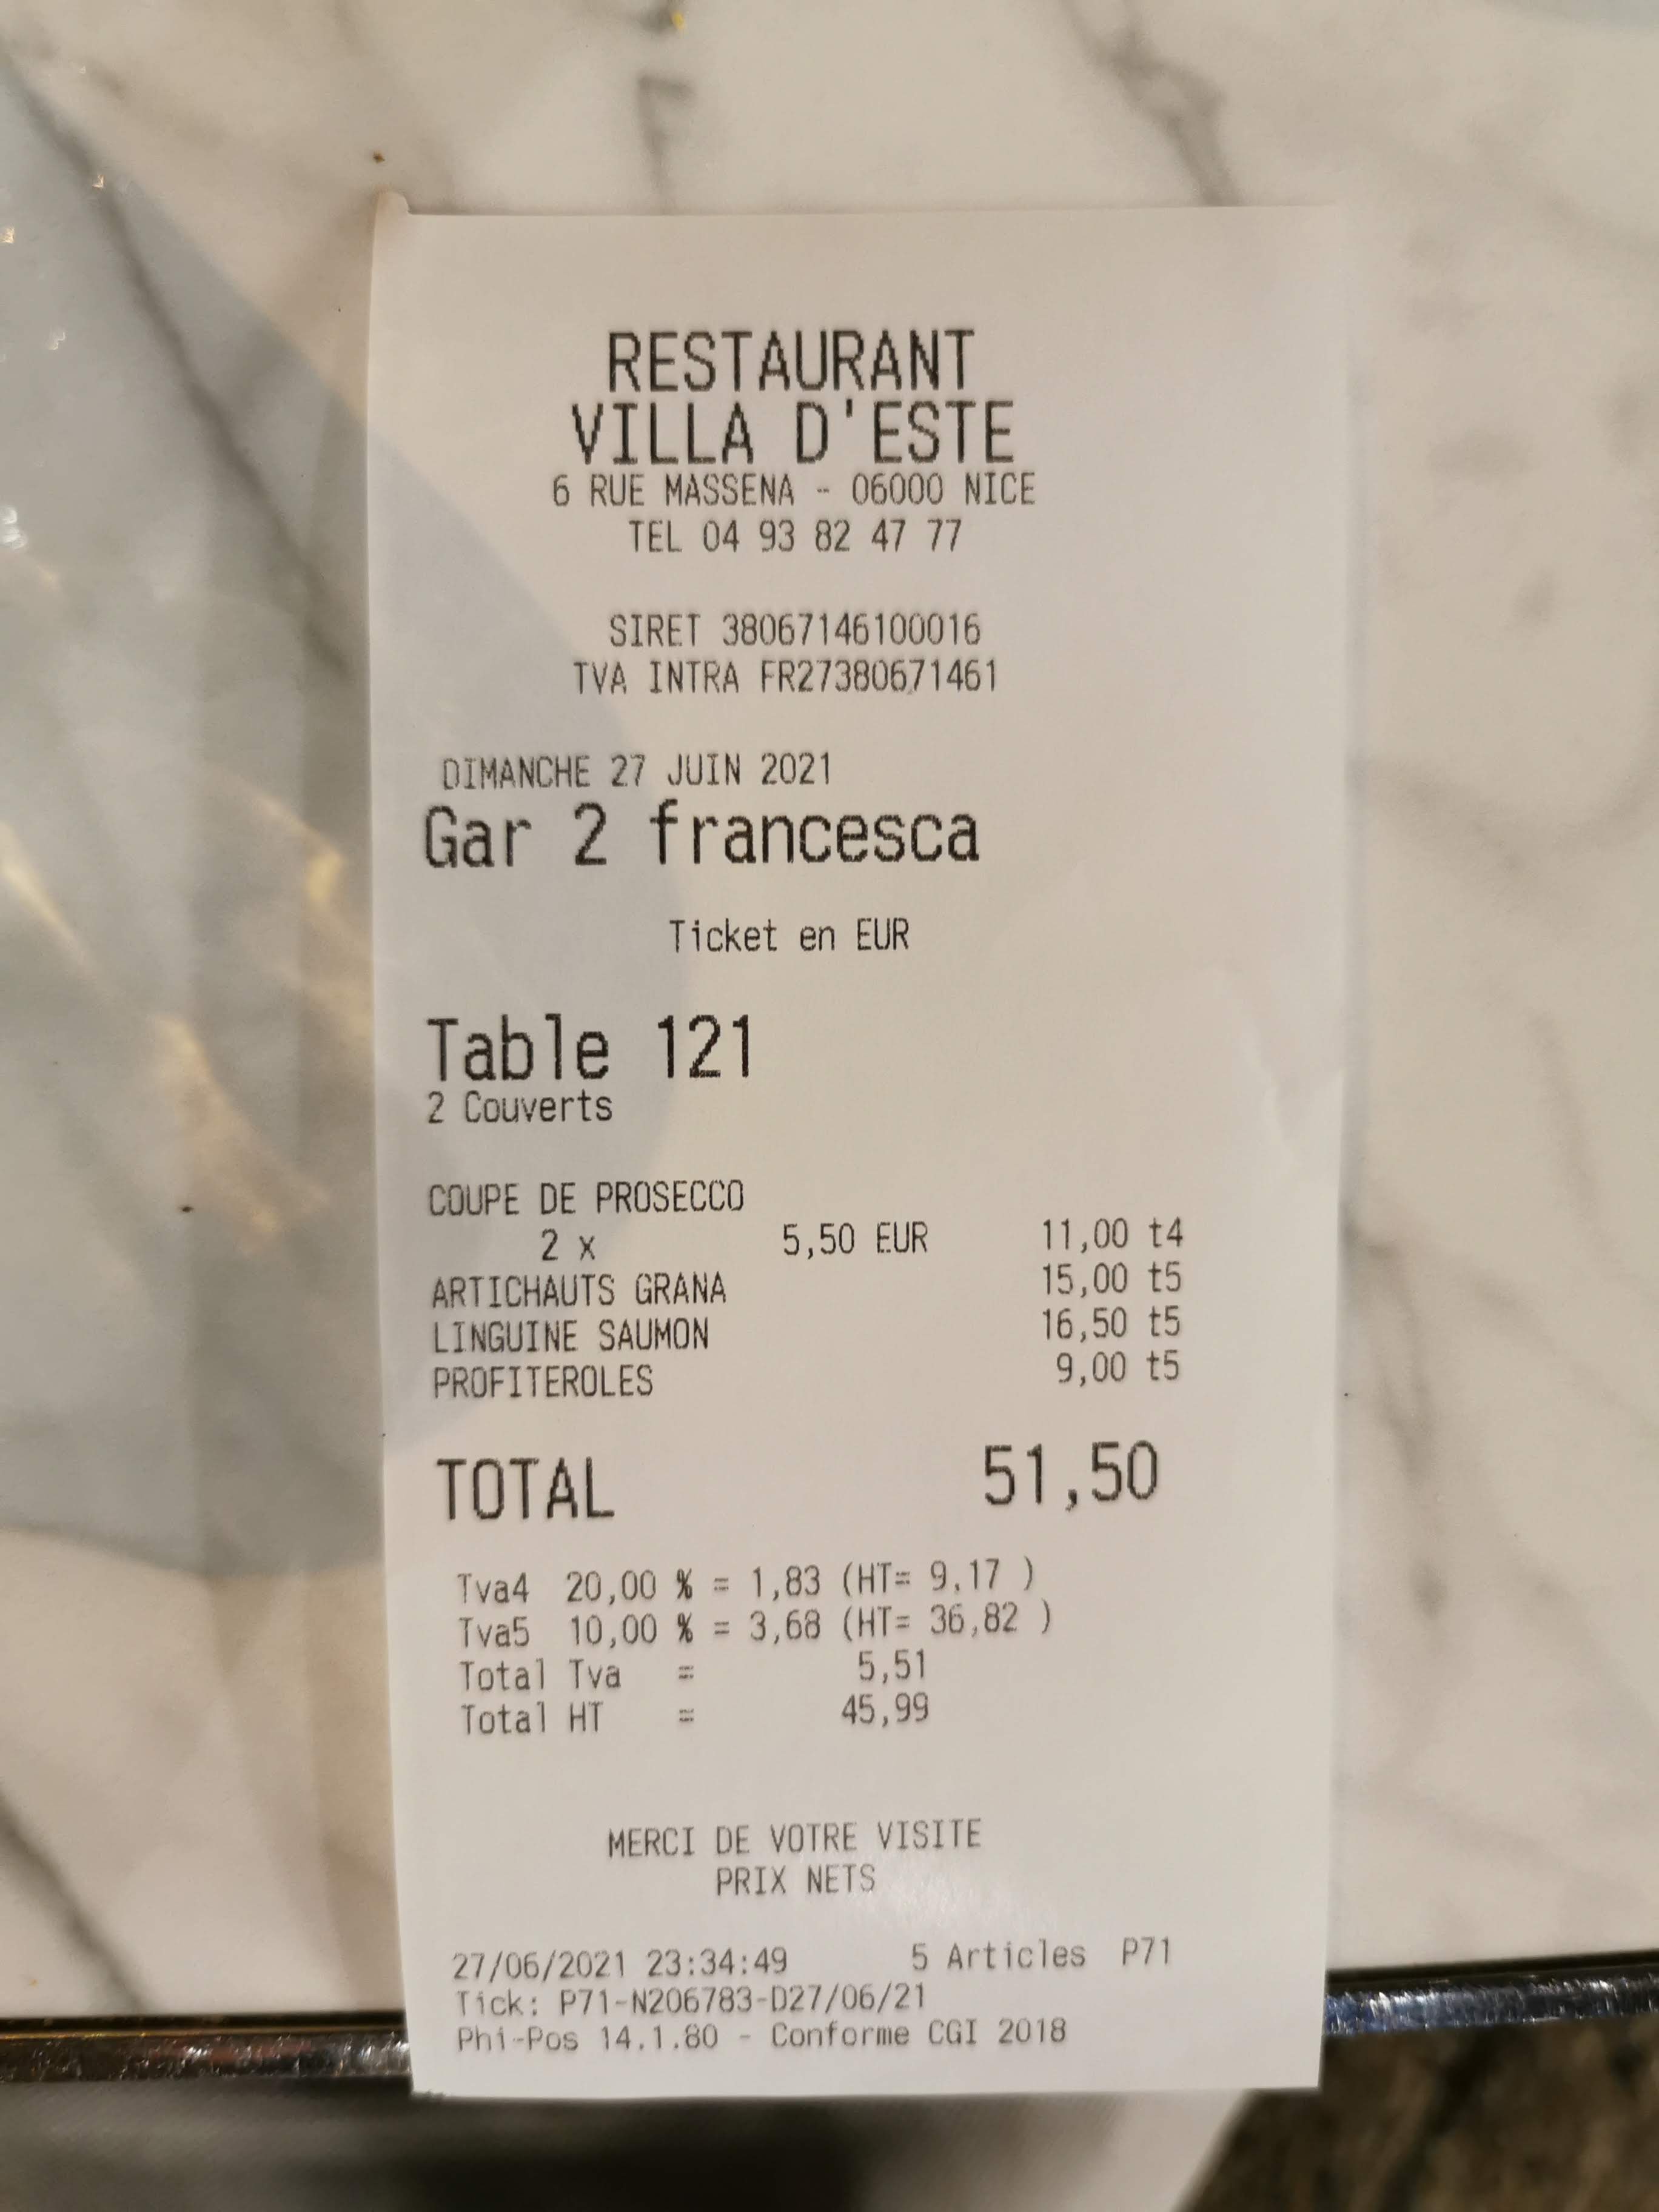 RESTAURANT
VILLA D'ESTE
6 RUE MASSENA - 06000 NICE
TEL 04 93 82 47 77
SIRET 38067146100016
TVA INTRA FR27380671461
DIMANCHE 27 JUIN 2021
Gar 2 francesca
Ticket en EUR
Table 121
2 Couverts
COUPE DE PROSECCO
2 x 5,50 EUR 11,00 t4
ARTICHAUTS GRANA 15,00 t5
LINGUINE SAUMON 16,50 t5
PROFITEROLES 9,00 t5
TOTAL 51,50
Tva4 20,00 % = 1,83 (HT= 9,17 )
Tva5 10,00 % = 3,68 (HT= 36,82 )
Total Tva = 5,51
Total HT = 45,99
MERCI DE VOTRE VISITE
PRIX NETS
27/06/2021 23:34:49 5 Articles P71
Tick: P71-N206783-D27/06/21
Phi-Pos 14.1.80 - Conforme CGI 2018